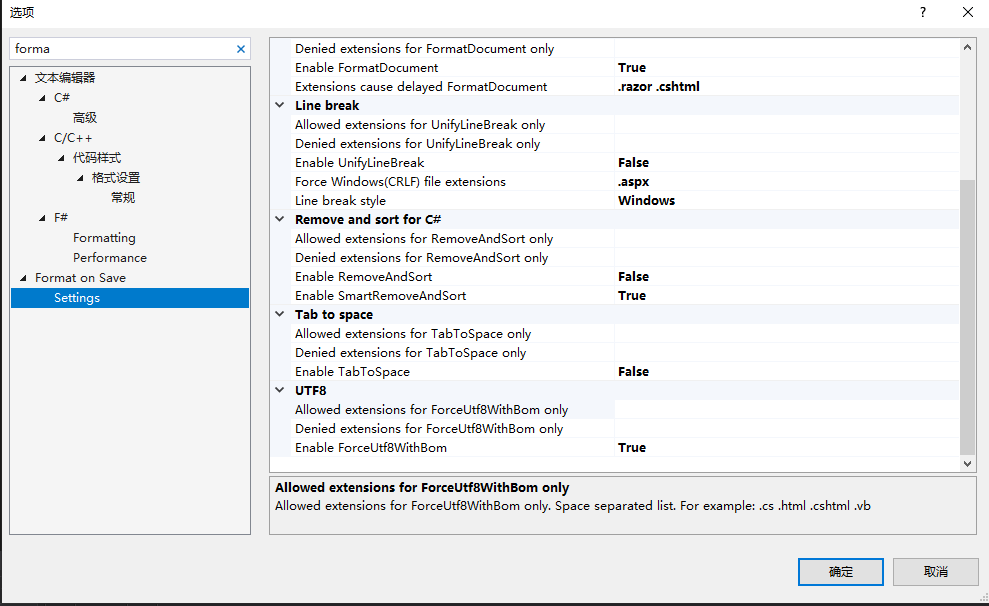 选项
?
forma
文本编辑器
C#
高级
C/C++
代码样式
格式设置
常规
F#
Formatting
Performance
Format on Save
Settings
Denied extensions for FormatDocument only
Enable FormatDocument True
Extensions cause delayed FormatDocument .razor .cshtml
Line break
Allowed extensions for UnifyLineBreak only
Denied extensions for UnifyLineBreak only
Enable UnifyLineBreak False
Force Windows(CRLF) file extensions .aspx
Line break style Windows
Remove and sort for C#
Allowed extensions for RemoveAndSort only
Denied extensions for RemoveAndSort only
Enable RemoveAndSort False
Enable SmartRemoveAndSort True
Tab to space
Allowed extensions for TabToSpace only
Denied extensions for TabToSpace only
Enable TabToSpace False
UTF8
Allowed extensions for ForceUtf8WithBom only
Denied extensions for ForceUtf8WithBom only
Enable ForceUtf8WithBom True
Allowed extensions for ForceUtf8WithBom only
Allowed extensions for ForceUtf8WithBom only. Space separated list. For example: .cs .html .cshtml .vb
确定 取消